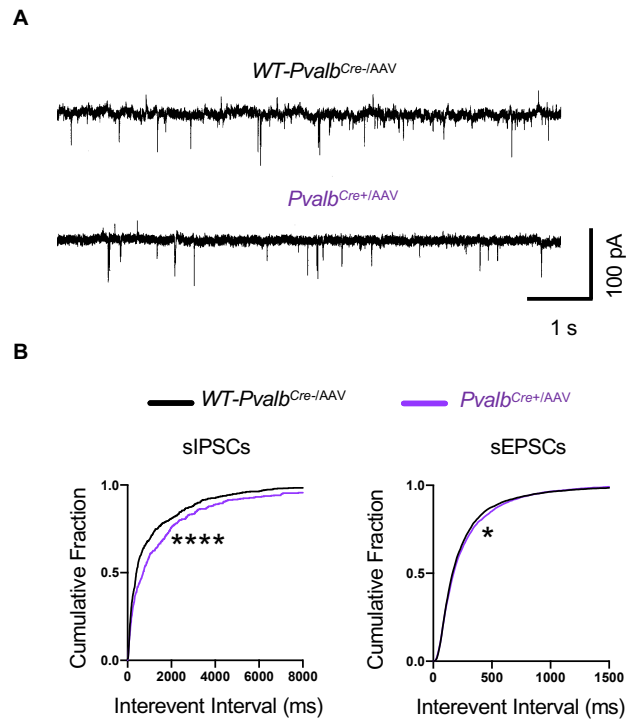 A
WT-Pvalb^Cre-/AAV
Pvalb^Cre+/AAV
100 pA
1 s
B
WT-Pvalb^Cre-/AAV
Pvalb^Cre+/AAV
sIPSCs
sEPSCs
Cumulative Fraction
1.0
0.5
0.0
****
0 2000 4000 6000 8000
Interevent Interval (ms)
Cumulative Fraction
1.0
0.5
0.0
*
0 500 1000 1500
Interevent Interval (ms)